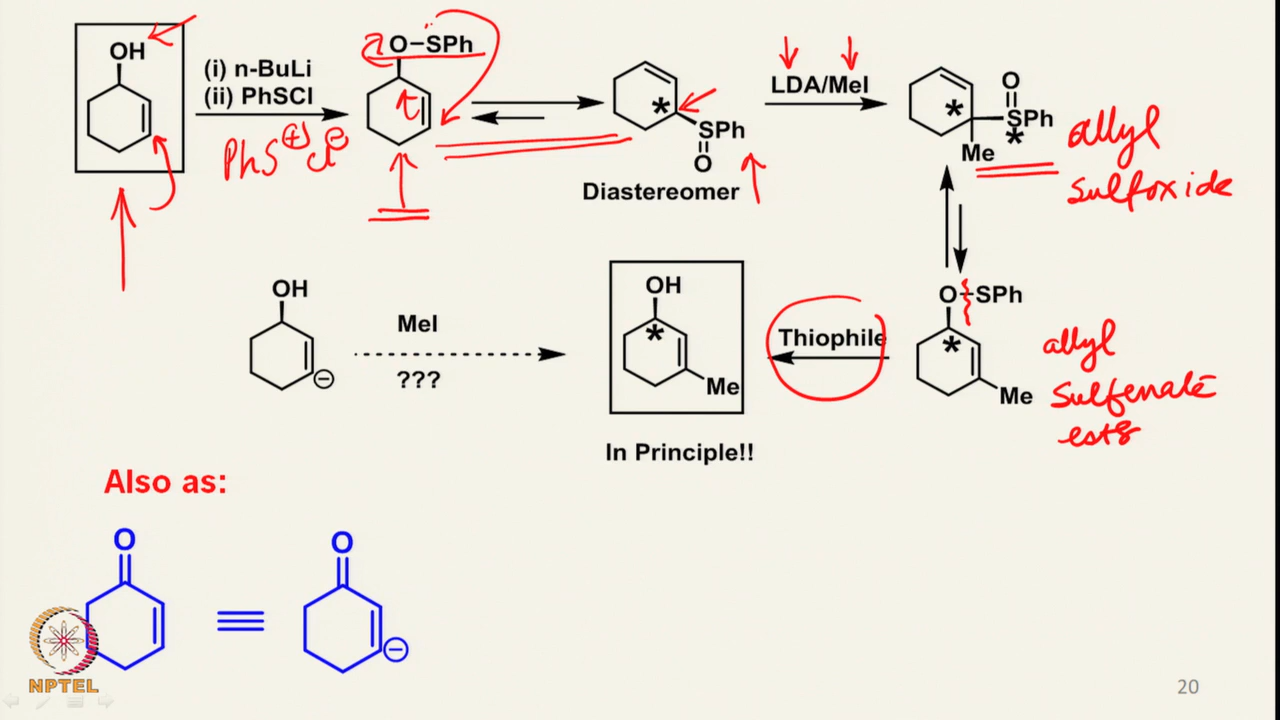 OH
(i) n-BuLi
(ii) PhSCl
PhS⊕Cl⊖
O–SPh
*
SPh
O
Diastereomer
LDA/MeI
O
*
SPh
*
Me
allyl
sulfoxide
OH
⊖
MeI
???
OH
*
Me
In Principle!!
Thiophile
O SPh
*
Me
allyl
sulfenate
ester
Also as:
O
≡
O
⊖
NPTEL
20